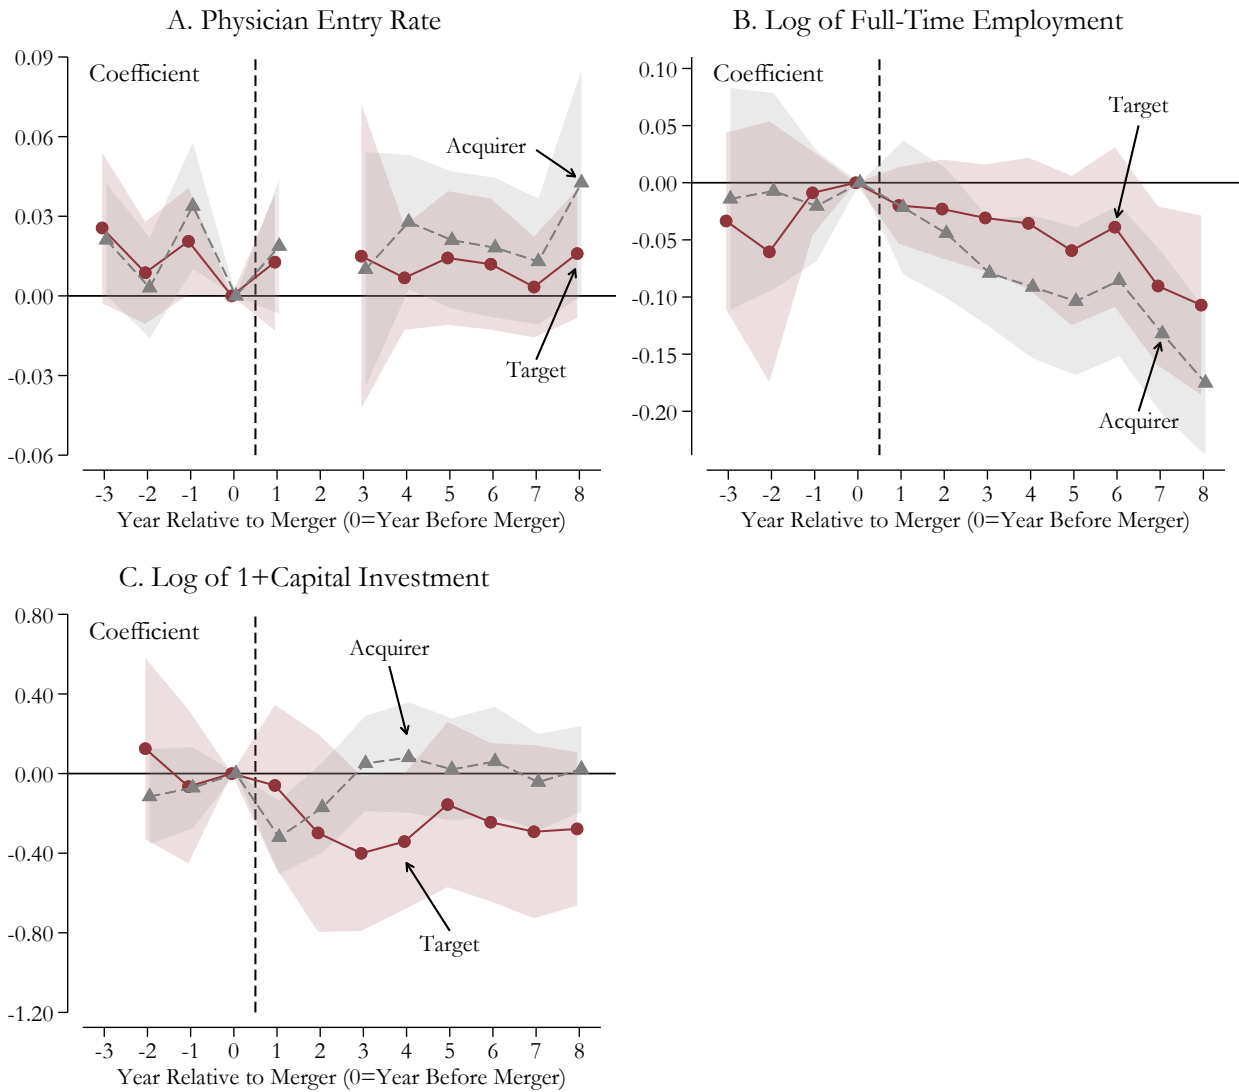 A. Physician Entry Rate
0.09
0.06
0.03
0.00
-0.03
-0.06
Coefficient
Acquirer
Target
-3 -2 -1 0 1 2 3 4 5 6 7 8
Year Relative to Merger (0=Year Before Merger)
B. Log of Full-Time Employment
0.10
0.05
0.00
-0.05
-0.10
-0.15
-0.20
Coefficient
Target
Acquirer
-3 -2 -1 0 1 2 3 4 5 6 7 8
Year Relative to Merger (0=Year Before Merger)
C. Log of 1+Capital Investment
0.80
0.40
0.00
-0.40
-0.80
-1.20
Coefficient
Acquirer
Target
-3 -2 -1 0 1 2 3 4 5 6 7 8
Year Relative to Merger (0=Year Before Merger)